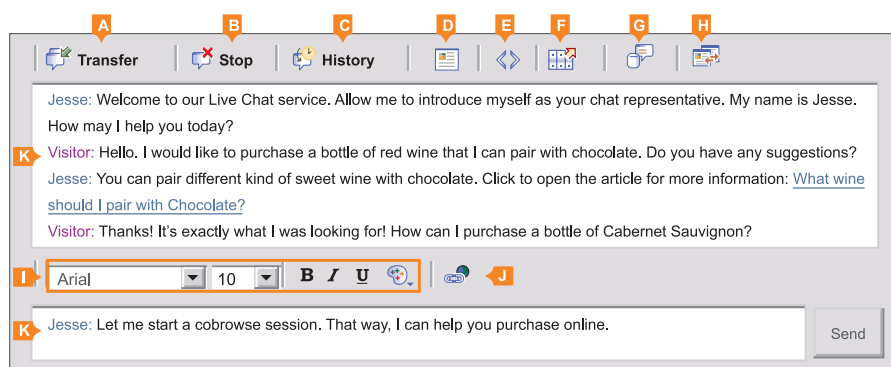 A B C D E F G H
Transfer Stop History
Jesse: Welcome to our Live Chat service. Allow me to introduce myself as your chat representative. My name is Jesse.
How may I help you today?
K Visitor: Hello. I would like to purchase a bottle of red wine that I can pair with chocolate. Do you have any suggestions?
Jesse: You can pair different kind of sweet wine with chocolate. Click to open the article for more information: What wine
should I pair with Chocolate?
Visitor: Thanks! It's exactly what I was looking for! How can I purchase a bottle of Cabernet Sauvignon?
I Arial 10 B I U J
K Jesse: Let me start a cobrowse session. That way, I can help you purchase online.
Send